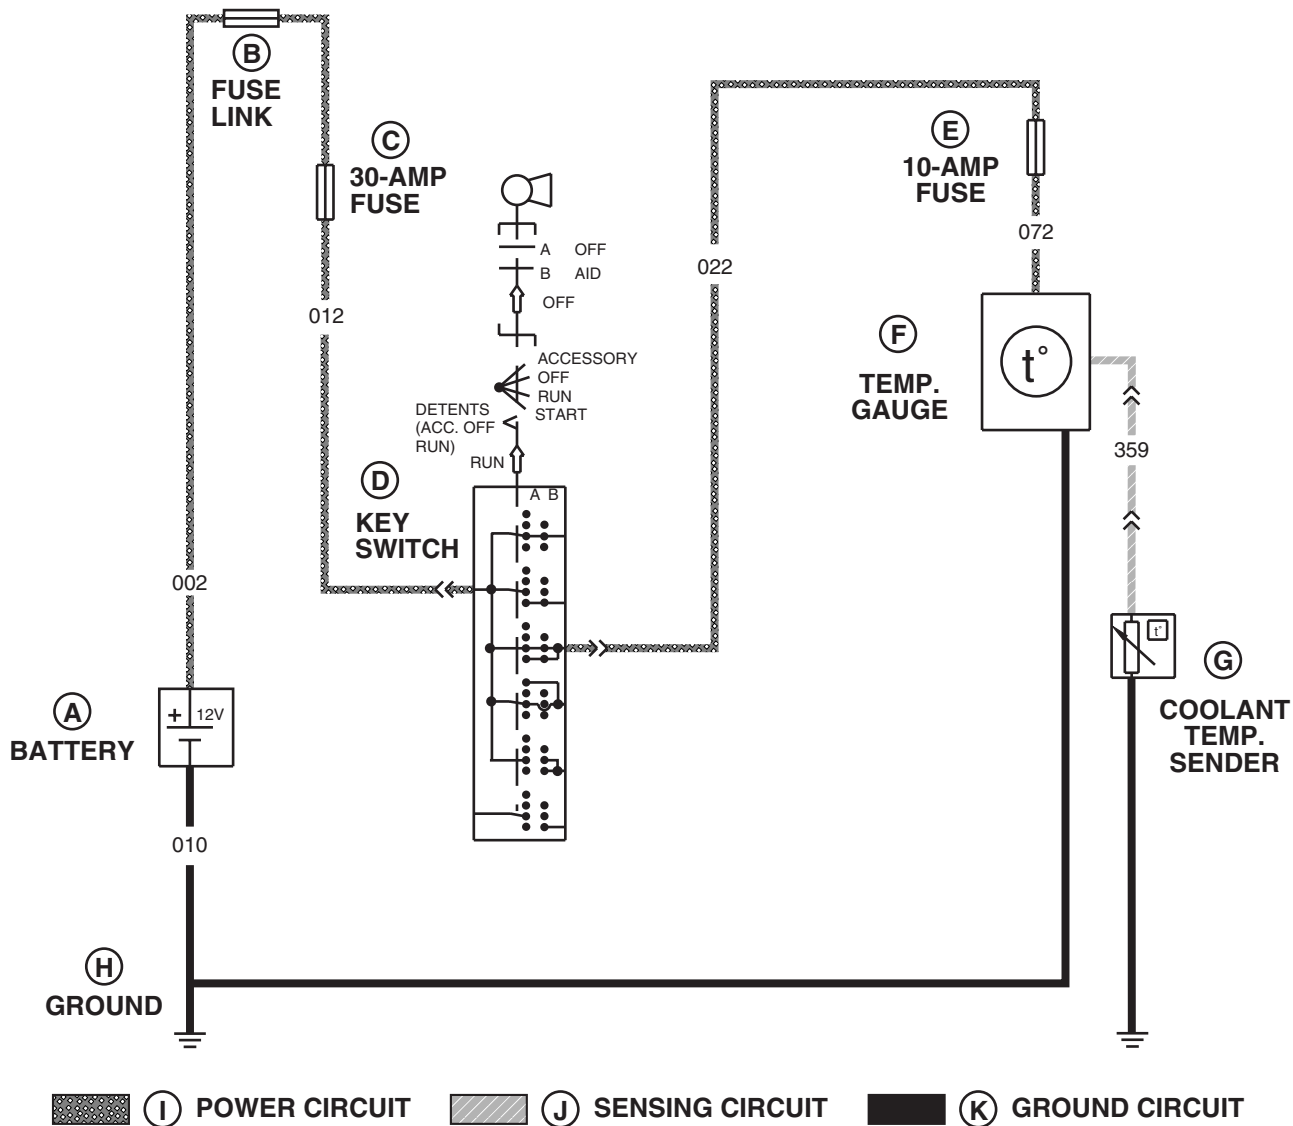 B
FUSE
LINK
C
30-AMP
FUSE
E
10-AMP
FUSE
072
022
A OFF
B AID
OFF
012
ACCESSORY
OFF
RUN
START
DETENTS
(ACC. OFF
RUN)
RUN
F
TEMP.
GAUGE
t°
359
D
KEY
SWITCH
A B
002
A
BATTERY
+ 12V
t°
G
COOLANT
TEMP.
SENDER
010
H
GROUND
I POWER CIRCUIT
J SENSING CIRCUIT
K GROUND CIRCUIT